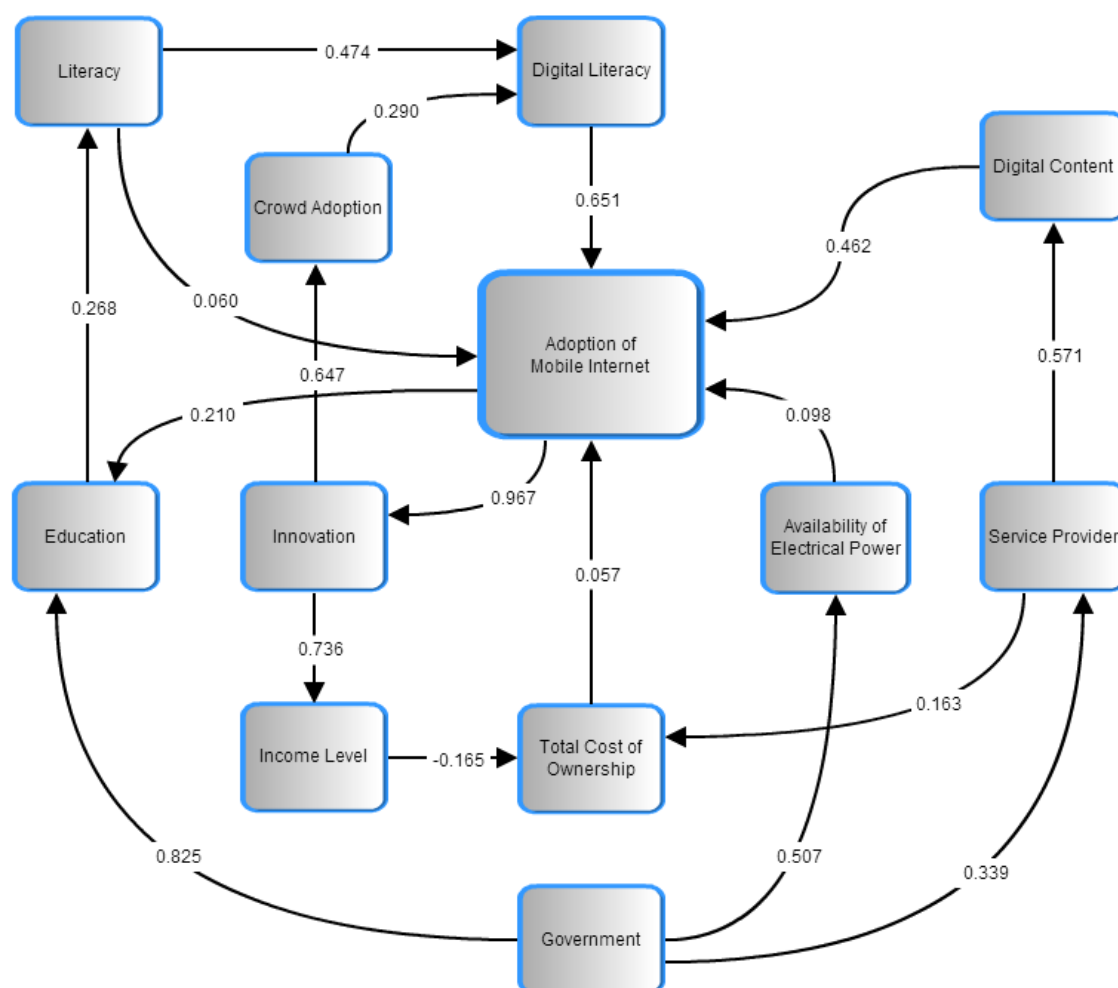 Literacy
0.474
Digital Literacy
0.290
Digital Content
Crowd Adoption
0.651
0.462
0.268
0.060
Adoption of
Mobile Internet
0.571
0.647
0.210
0.098
0.967
Education
Innovation
Availability of
Electrical Power
Service Provider
0.057
0.736
0.163
Income Level
-0.165
Total Cost of
Ownership
0.825
0.507
0.339
Government